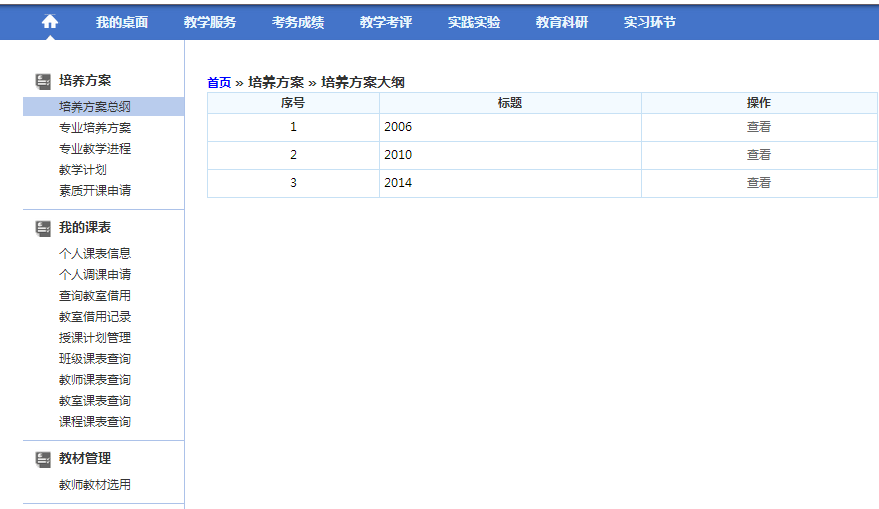 我的桌面 教学服务 考务成绩 教学考评 实践实验 教育科研 实习环节
培养方案
培养方案总纲
专业培养方案
专业教学进程
教学计划
素质开课申请
我的课表
个人课表信息
个人调课申请
查询教室借用
教室借用记录
授课计划管理
班级课表查询
教师课表查询
教室课表查询
课程课表查询
教材管理
教师教材选用
首页 » 培养方案 » 培养方案大纲
序号 标题 操作
1 2006 查看
2 2010 查看
3 2014 查看